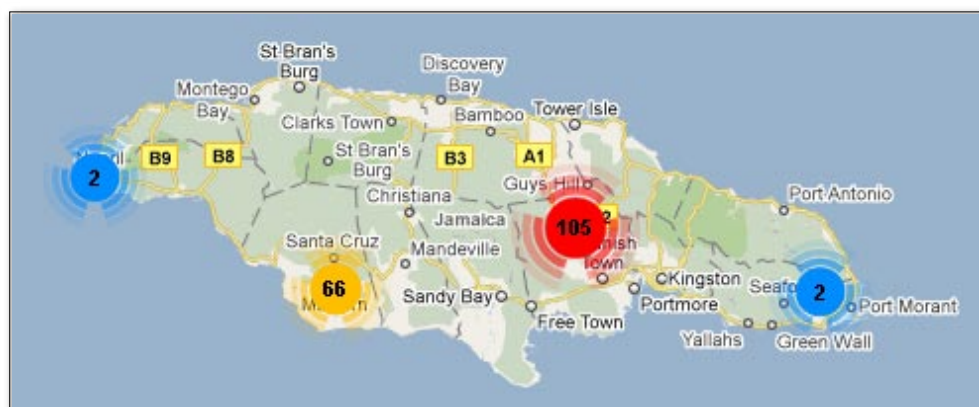 St Bran's
Burg
Discovery
Bay
Montego
Bay
Tower Isle
Clarks Town
Bamboo
B9
B8
St Bran's
Burg
B3
A1
2
Guys Hill
Christiana
Port Antonio
Jamaica
105
2
Santa Cruz
Mandeville
Town
Kingston
66
2
Sandy Bay
Portmore
Port Morant
Free Town
Yallahs
Green Wall